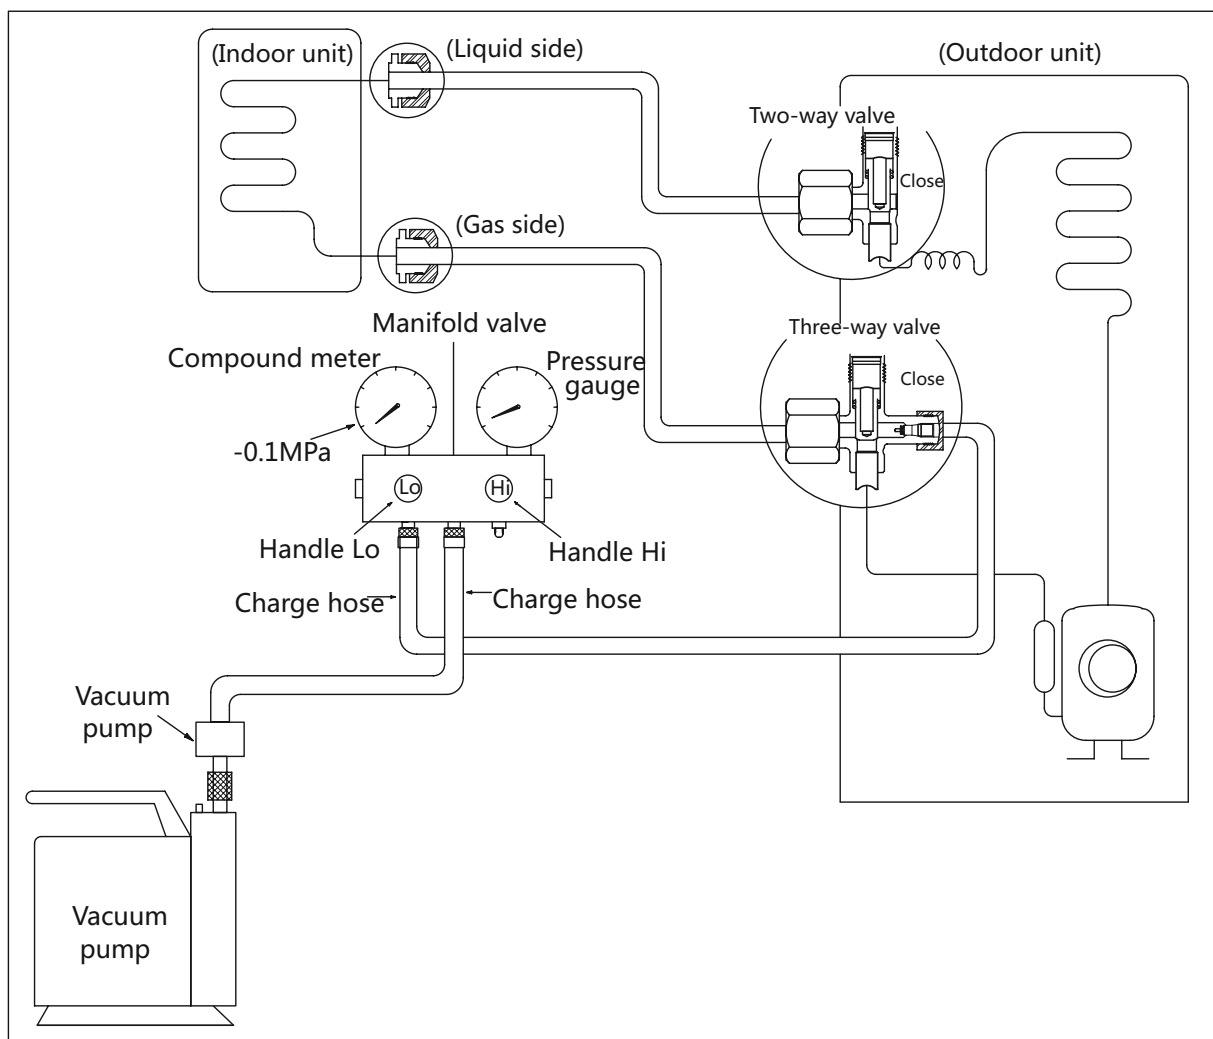 (Indoor unit)
(Liquid side)
(Outdoor unit)
Two-way valve
Close
(Gas side)
Manifold valve
Three-way valve
Compound meter
Pressure
gauge
Close
-0.1MPa
Lo
Hi
Handle Lo
Handle Hi
Charge hose
Charge hose
Vacuum
pump
Vacuum
pump